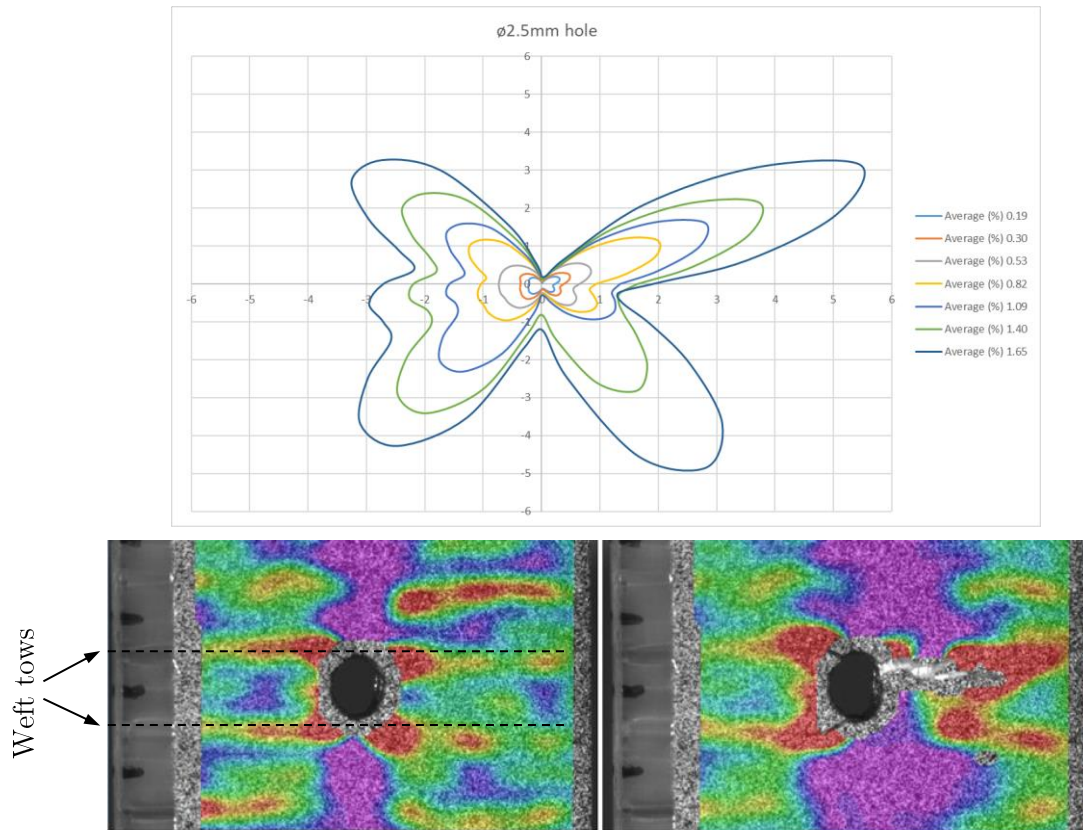 ø2.5mm hole
6
5
4
3
2
1
0
-1
-2
-3
-4
-5
-6
-6 -5 -4 -3 -2 -1 0 1 2 3 4 5 6
Average (%) 0.19
Average (%) 0.30
Average (%) 0.53
Average (%) 0.82
Average (%) 1.09
Average (%) 1.40
Average (%) 1.65
Weft tows